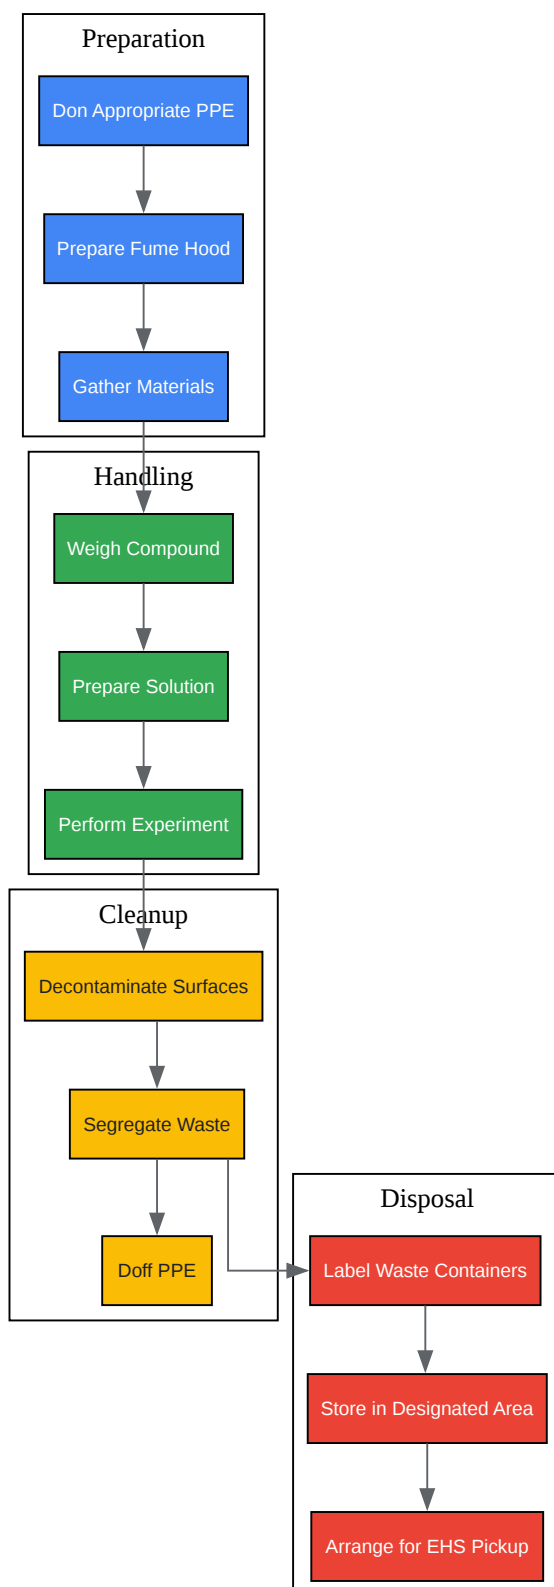 Preparation
Don Appropriate PPE
Prepare Fume Hood
Gather Materials
Handling
Weigh Compound
Prepare Solution
Perform Experiment
Cleanup
Decontaminate Surfaces
Segregate Waste
Doff PPE
Disposal
Label Waste Containers
Store in Designated Area
Arrange for EHS Pickup